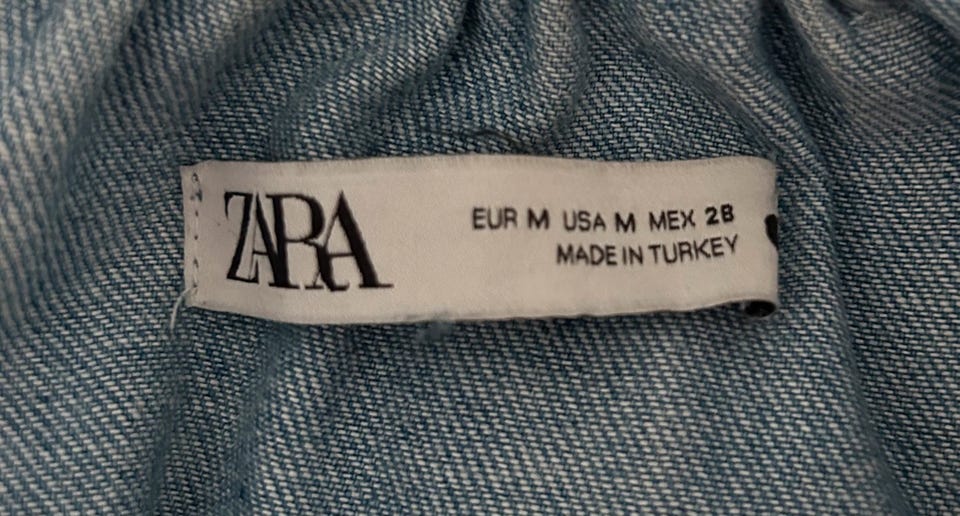 ZARA
EUR M USA M MEX 28
MADE IN TURKEY